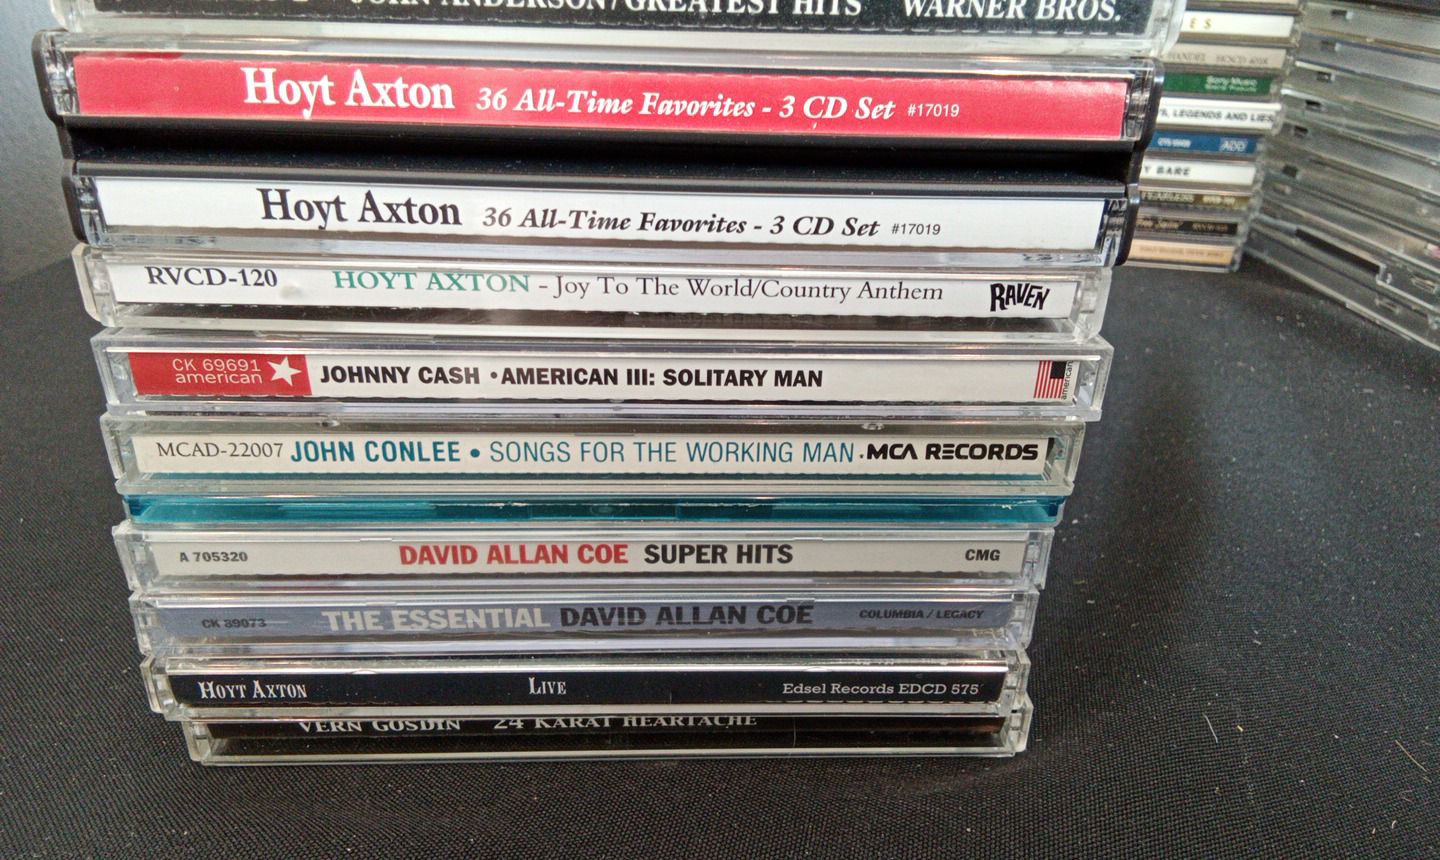 JOHN ANDERSON/GREATEST HITS WARNER BROS.
Hoyt Axton 36 All-Time Favorites - 3 CD Set #17019
Hoyt Axton 36 All-Time Favorites - 3 CD Set #17019
RVCD-120 HOYT AXTON - Joy To The World/Country Anthem RAVEN
CK 69691
american JOHNNY CASH • AMERICAN III: SOLITARY MAN american
MCAD-22007 JOHN CONLEE • SONGS FOR THE WORKING MAN • MCA RECORDS
A 705320 DAVID ALLAN COE SUPER HITS CMG
CK 39073 THE ESSENTIAL DAVID ALLAN COE COLUMBIA / LEGACY
HOYT AXTON LIVE Edsel Records EDCD 575
VERN GOSDIN 24 KARAT HEARTACHE
ES
HANDEL
Sony Music
LEGENDS AND LIES
ADD
Y BARE